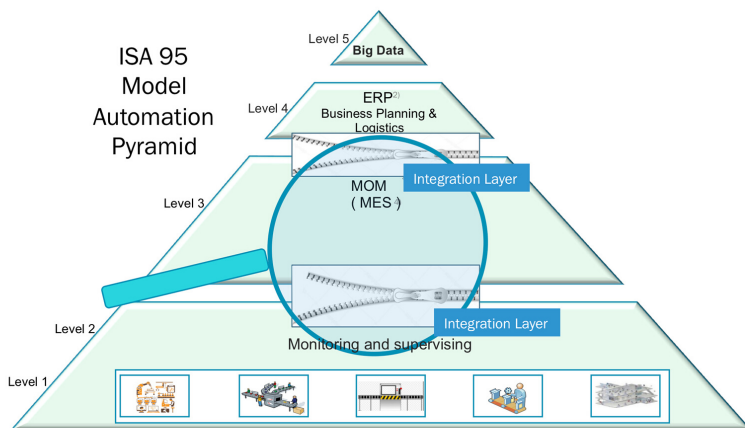 ISA 95
Model
Automation
Pyramid
Level 5
Big Data
Level 4
ERP2)
Business Planning &
Logistics
Integration Layer
Level 3
MOM
( MES )
Level 2
Integration Layer
Monitoring and supervising
Level 1